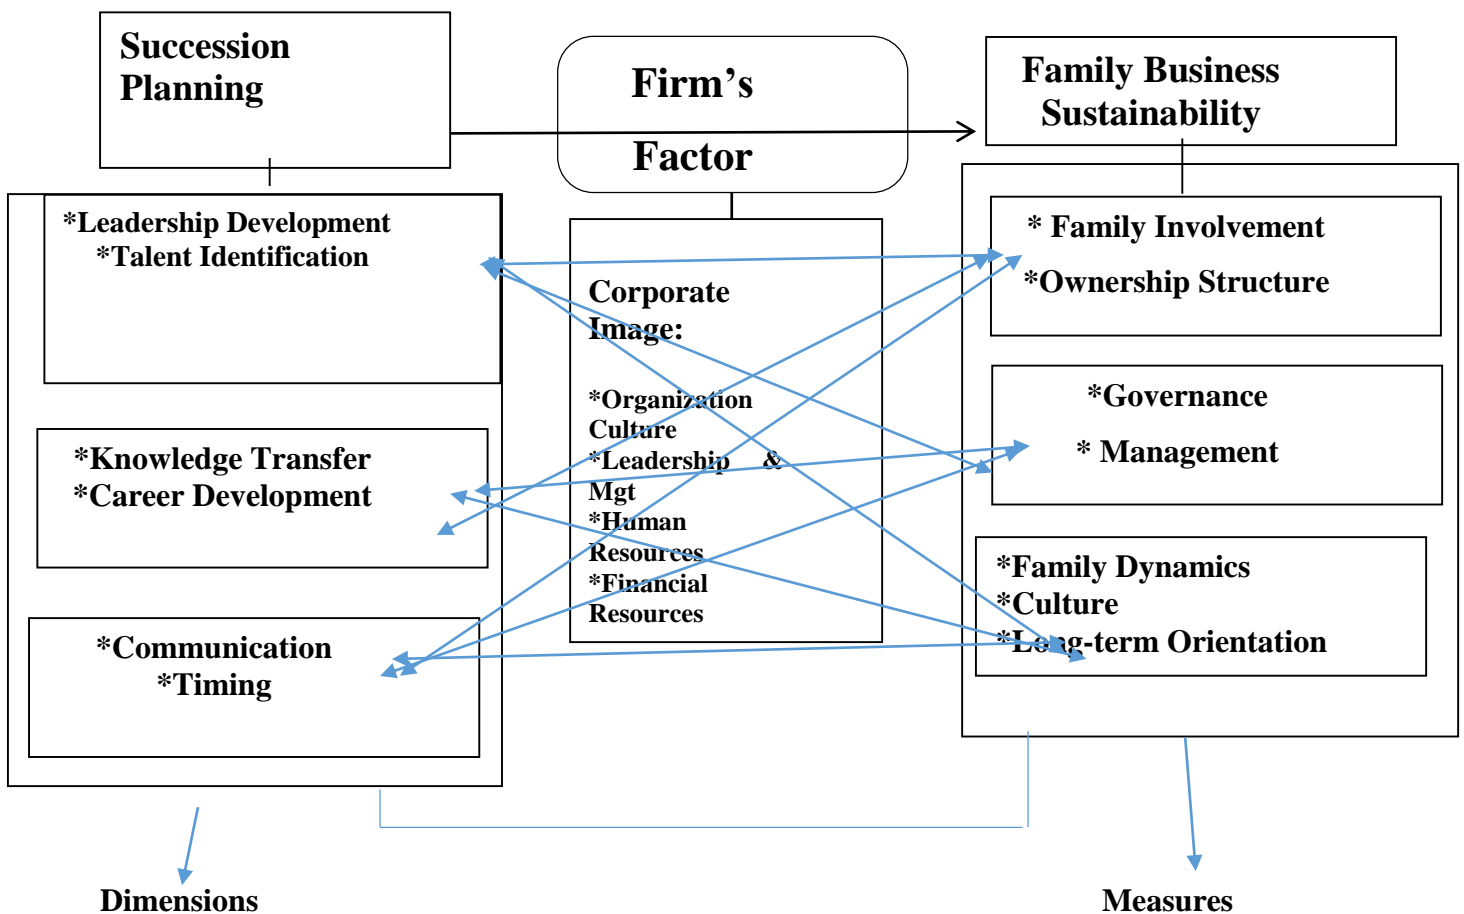 Succession
Planning
Firm’s
Factor
Family Business
Sustainability
*Leadership Development
*Talent Identification
*Knowledge Transfer
*Career Development
*Communication
*Timing
Corporate
Image:
*Organization
Culture
*Leadership &
Mgt
*Human
Resources
*Financial
Resources
* Family Involvement
*Ownership Structure
*Governance
* Management
*Family Dynamics
*Culture
*Long-term Orientation
Dimensions
Measures